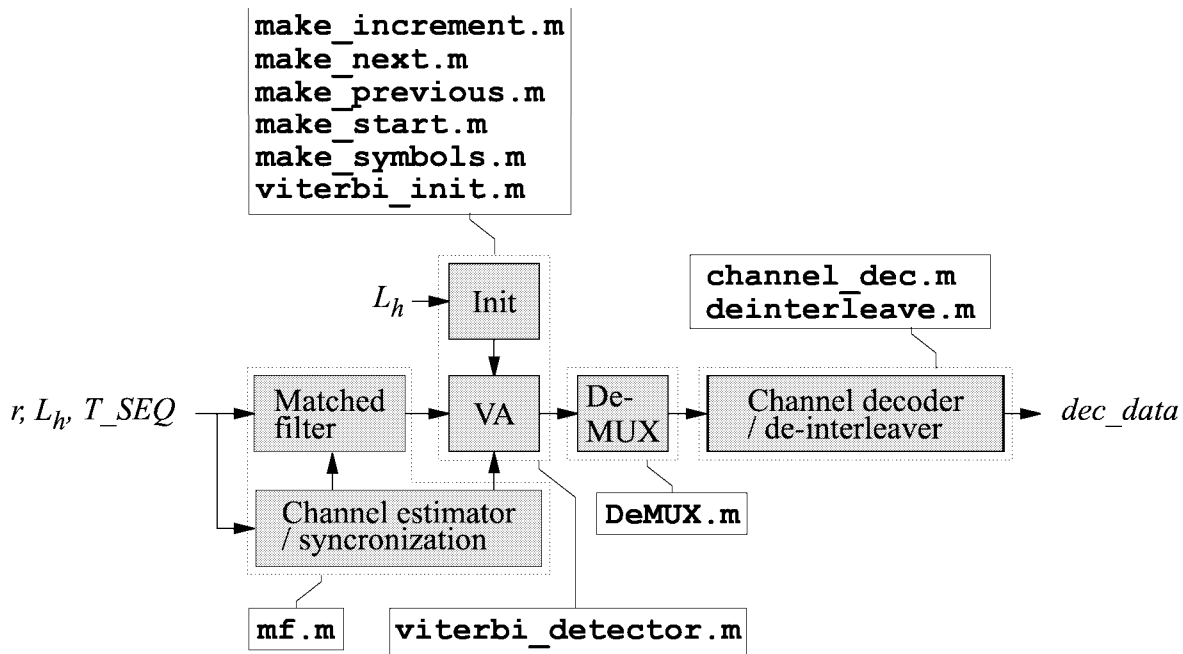 make_increment.m
make_next.m
make_previous.m
make_start.m
make_symbols.m
viterbi_init.m
channel_dec.m
deinterleave.m
L_h
Init
r, L_h, T_SEQ
Matched
filter
VA
De-
MUX
Channel decoder
/ de-interleaver
dec_data
Channel estimator
/ syncronization
DeMUX.m
mf.m
viterbi_detector.m